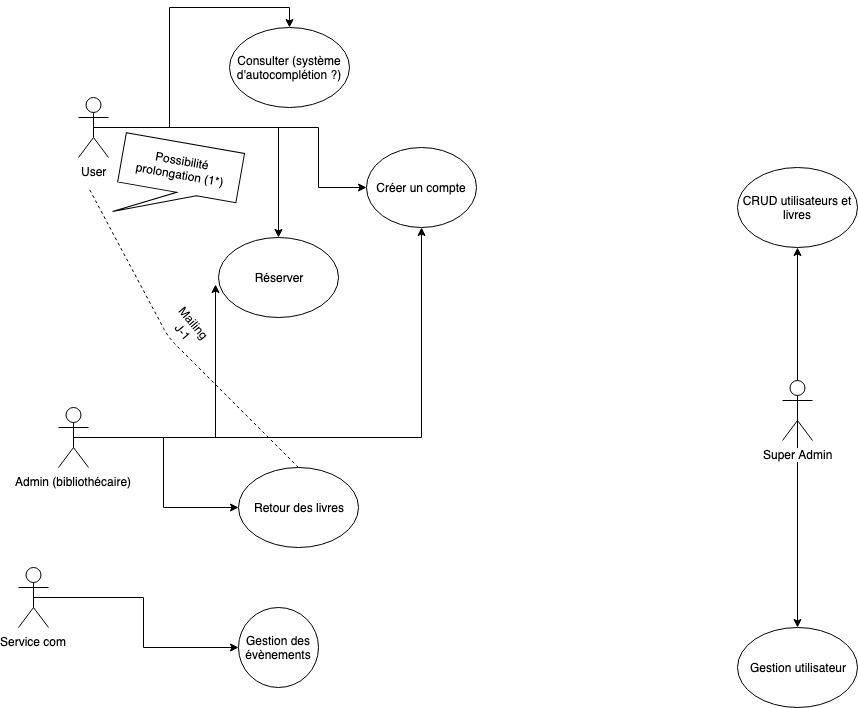 Consulter (système
d'autocomplétion ?)
User
Possibilité
prolongation (1*)
Créer un compte
CRUD utilisateurs et
livres
Réserver
Mailing
J-1
Super Admin
Admin (bibliothécaire)
Retour des livres
Service com
Gestion des
évènements
Gestion utilisateur